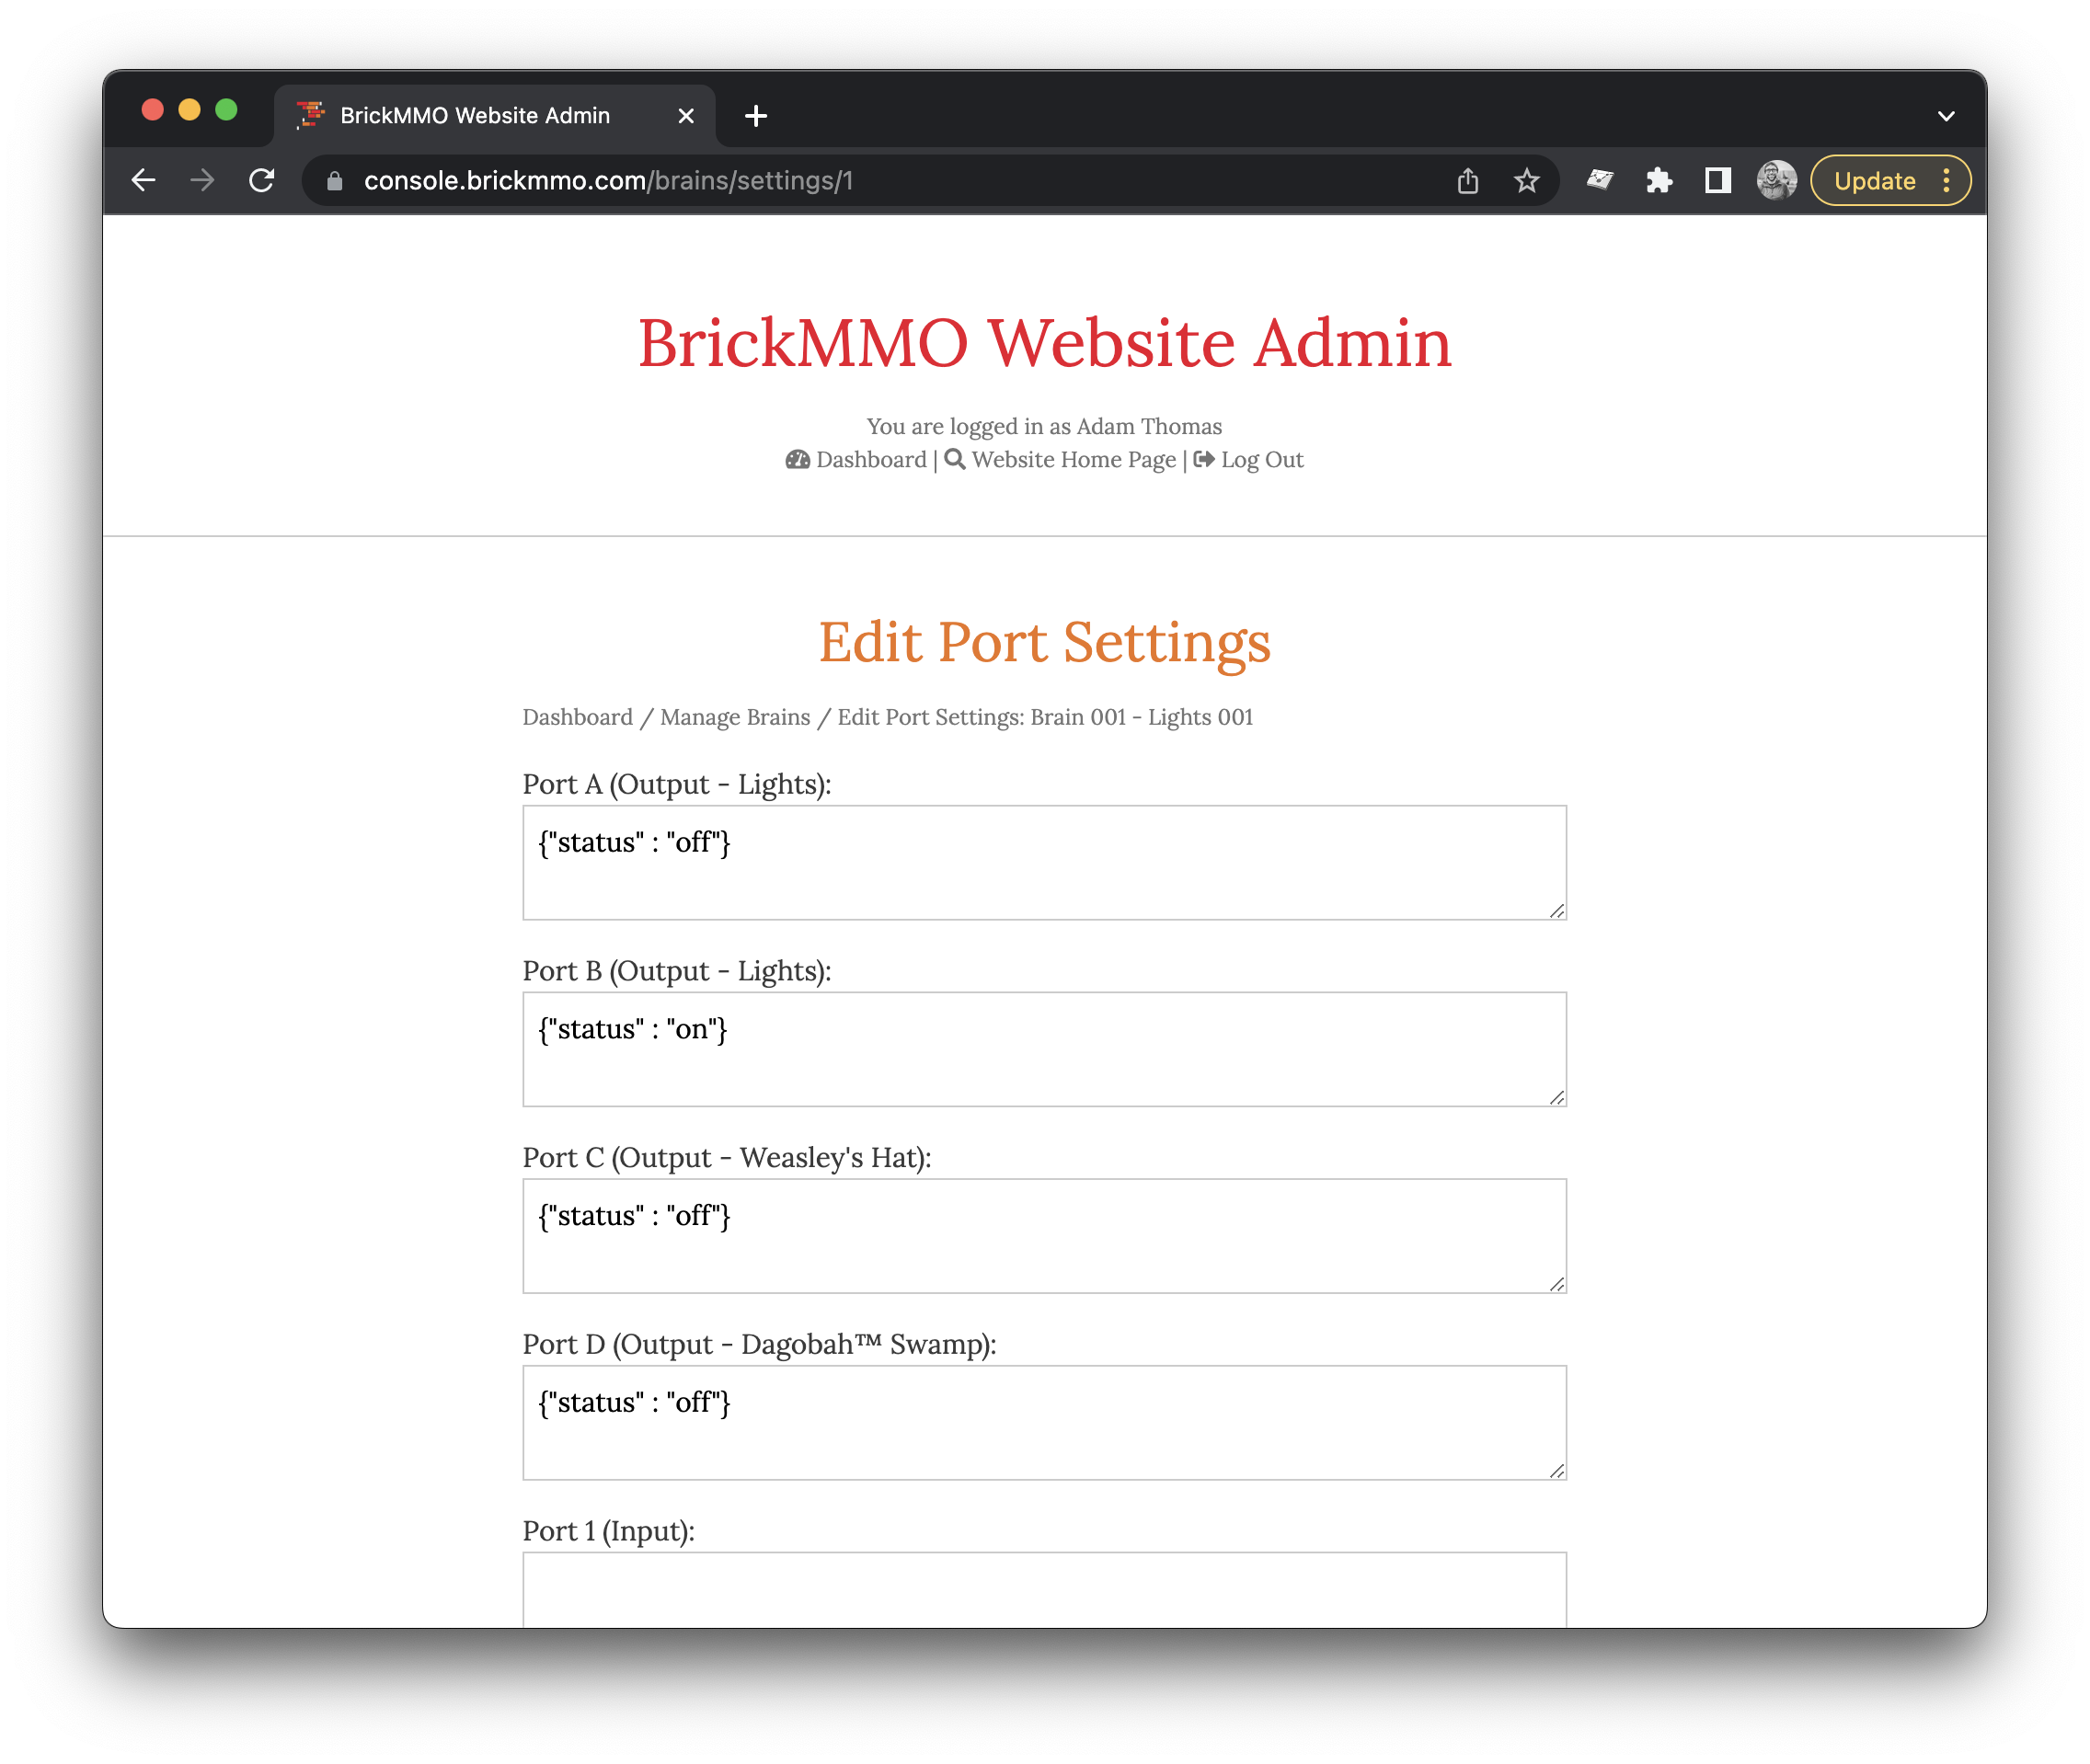 BrickMMO Website Admin
console.brickmmo.com/brains/settings/1
Update
BrickMMO Website Admin
You are logged in as Adam Thomas
Dashboard | Website Home Page | Log Out
Edit Port Settings
Dashboard / Manage Brains / Edit Port Settings: Brain 001 - Lights 001
Port A (Output - Lights):
{"status" : "off"}
Port B (Output - Lights):
{"status" : "on"}
Port C (Output - Weasley's Hat):
{"status" : "off"}
Port D (Output - Dagobah™ Swamp):
{"status" : "off"}
Port 1 (Input):